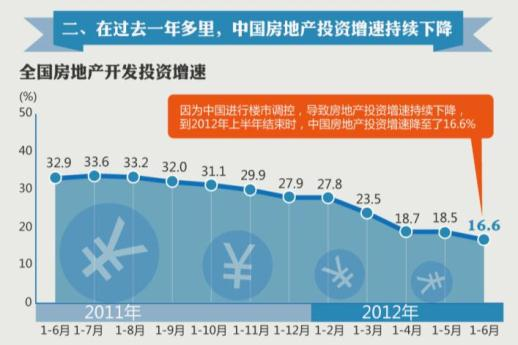 二、在过去一年多里，中国房地产投资增速持续下降
全国房地产开发投资增速
(%)
因为中国进行楼市调控，导致房地产投资增速持续下降，
到2012年上半年结束时，中国房地产投资增速降至了16.6%
50
40
30
20
10
0
32.9 33.6 33.2 32.0 31.1 29.9 27.9 27.8 23.5 18.7 18.5 16.6
2011年 2012年
1-6月 1-7月 1-8月 1-9月 1-10月 1-11月 1-12月 1-2月 1-3月 1-4月 1-5月 1-6月